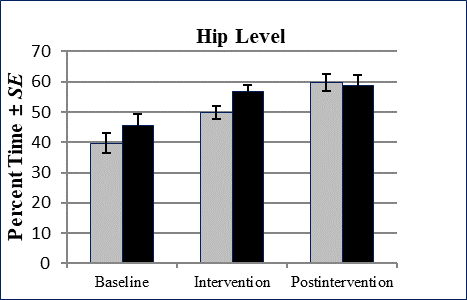 Hip Level
Percent Time ± SE
70
60
50
40
30
20
10
0
Baseline
Intervention
Postintervention